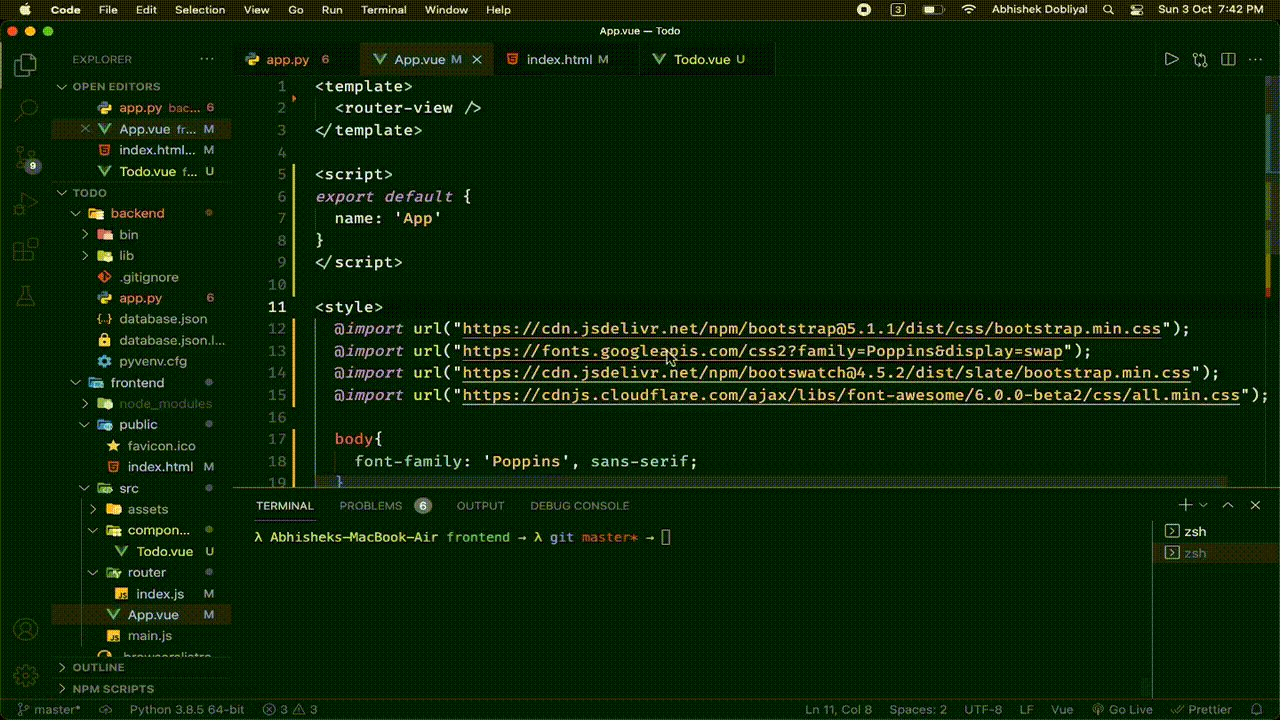 Code File Edit Selection View Go Run Terminal Window Help 3 Abhishek Dobliyal Sun 3 Oct 7:42 PM
App.vue — Todo
EXPLORER ···
app.py 6 App.vue M index.html M Todo.vue U
OPEN EDITORS
app.py bac... 6
App.vue fr... M
index.html... M
Todo.vue f... U
TODO
backend
bin
lib
.gitignore
app.py 6
database.json
database.json.l...
pyvenv.cfg
frontend
node_modules
public
favicon.ico
index.html M
src
assets
compon...
Todo.vue U
router
index.js M
App.vue M
main.js
OUTLINE
NPM SCRIPTS
9
1 <template>
2 <router-view />
3 </template>
4
5 <script>
6 export default {
7 name: 'App'
8 }
9 </script>
10
11 <style>
12 @import url("https://cdn.jsdelivr.net/npm/bootstrap@5.1.1/dist/css/bootstrap.min.css");
13 @import url("https://fonts.googleapis.com/css2?family=Poppins&display=swap");
14 @import url("https://cdn.jsdelivr.net/npm/bootswatch@4.5.2/dist/slate/bootstrap.min.css");
15 @import url("https://cdnjs.cloudflare.com/ajax/libs/font-awesome/6.0.0-beta2/css/all.min.css");
16
17 body{
18 font-family: 'Poppins', sans-serif;
19 }
TERMINAL PROBLEMS 6 OUTPUT DEBUG CONSOLE
λ Abhisheks-MacBook-Air frontend → λ git master* →
zsh
zsh
master* Python 3.8.5 64-bit 3 3 Ln 11, Col 8 Spaces: 2 UTF-8 LF Vue Go Live Prettier